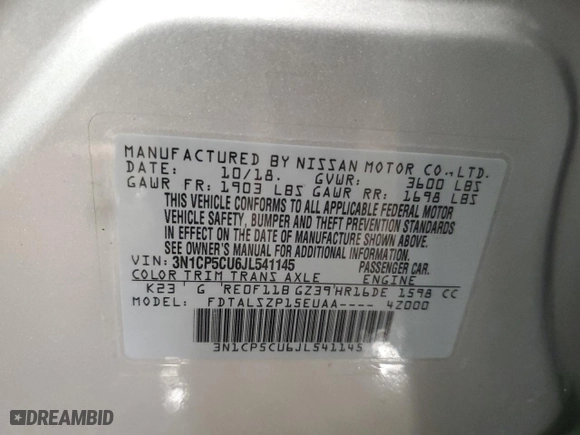 MANUFACTURED BY NISSAN MOTOR CO.,LTD.
DATE: 10/18. GVWR: 3600 LBS
GAWR FR: 1903 LBS GAWR RR: 1698 LBS
THIS VEHICLE CONFORMS TO ALL APPLICABLE FEDERAL MOTOR
VEHICLE SAFETY, BUMPER AND THEFT PREVENTION STANDARDS
IN EFFECT ON THE DATE OF MANUFACTURE SHOWN ABOVE.
SEE OWNER'S MANUAL FOR ADDITIONAL INFORMATION.
VIN: 3N1CP5CU6JL541145 PASSENGER CAR.
COLOR TRIM TRANS AXLE ENGINE
K23 G RE0F11B GZ39 HR16DE 1598 CC
MODEL: FDTALSZP15EUAA---- 4Z000
3N1CP5CU6JL541145
DREAMBID